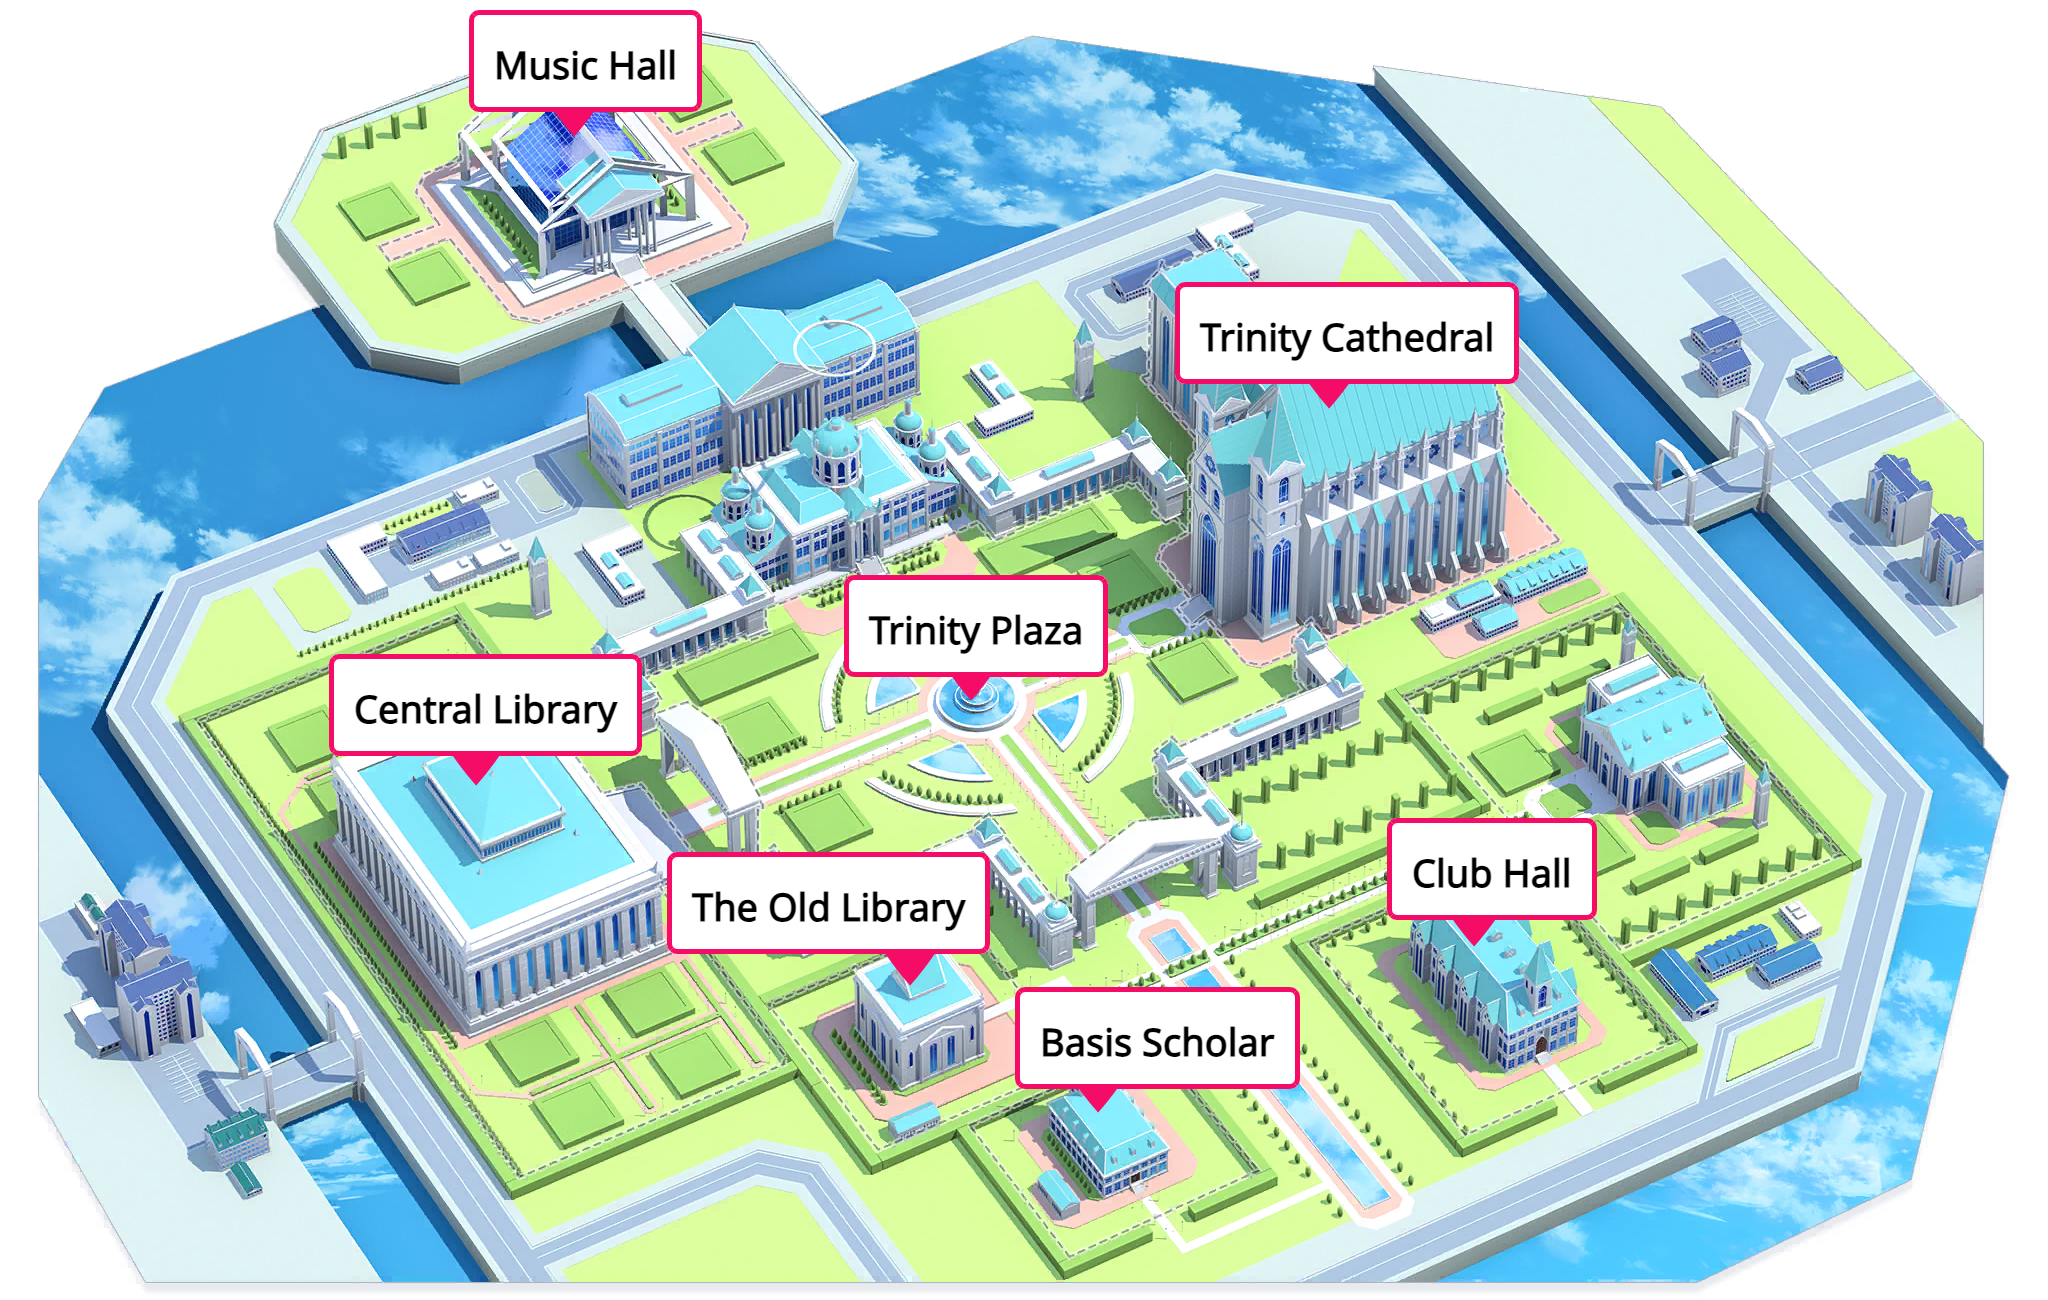 Music Hall
Trinity Cathedral
Trinity Plaza
Central Library
Club Hall
The Old Library
Basis Scholar